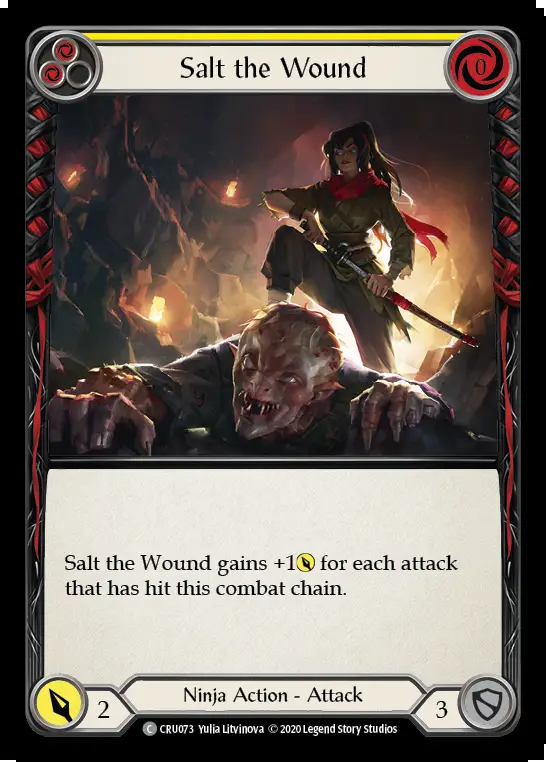 Salt the Wound
0
Salt the Wound gains +1 for each attack
that has hit this combat chain.
2
Ninja Action - Attack
3
C CRU073 Yulia Litvinova © 2020 Legend Story Studios